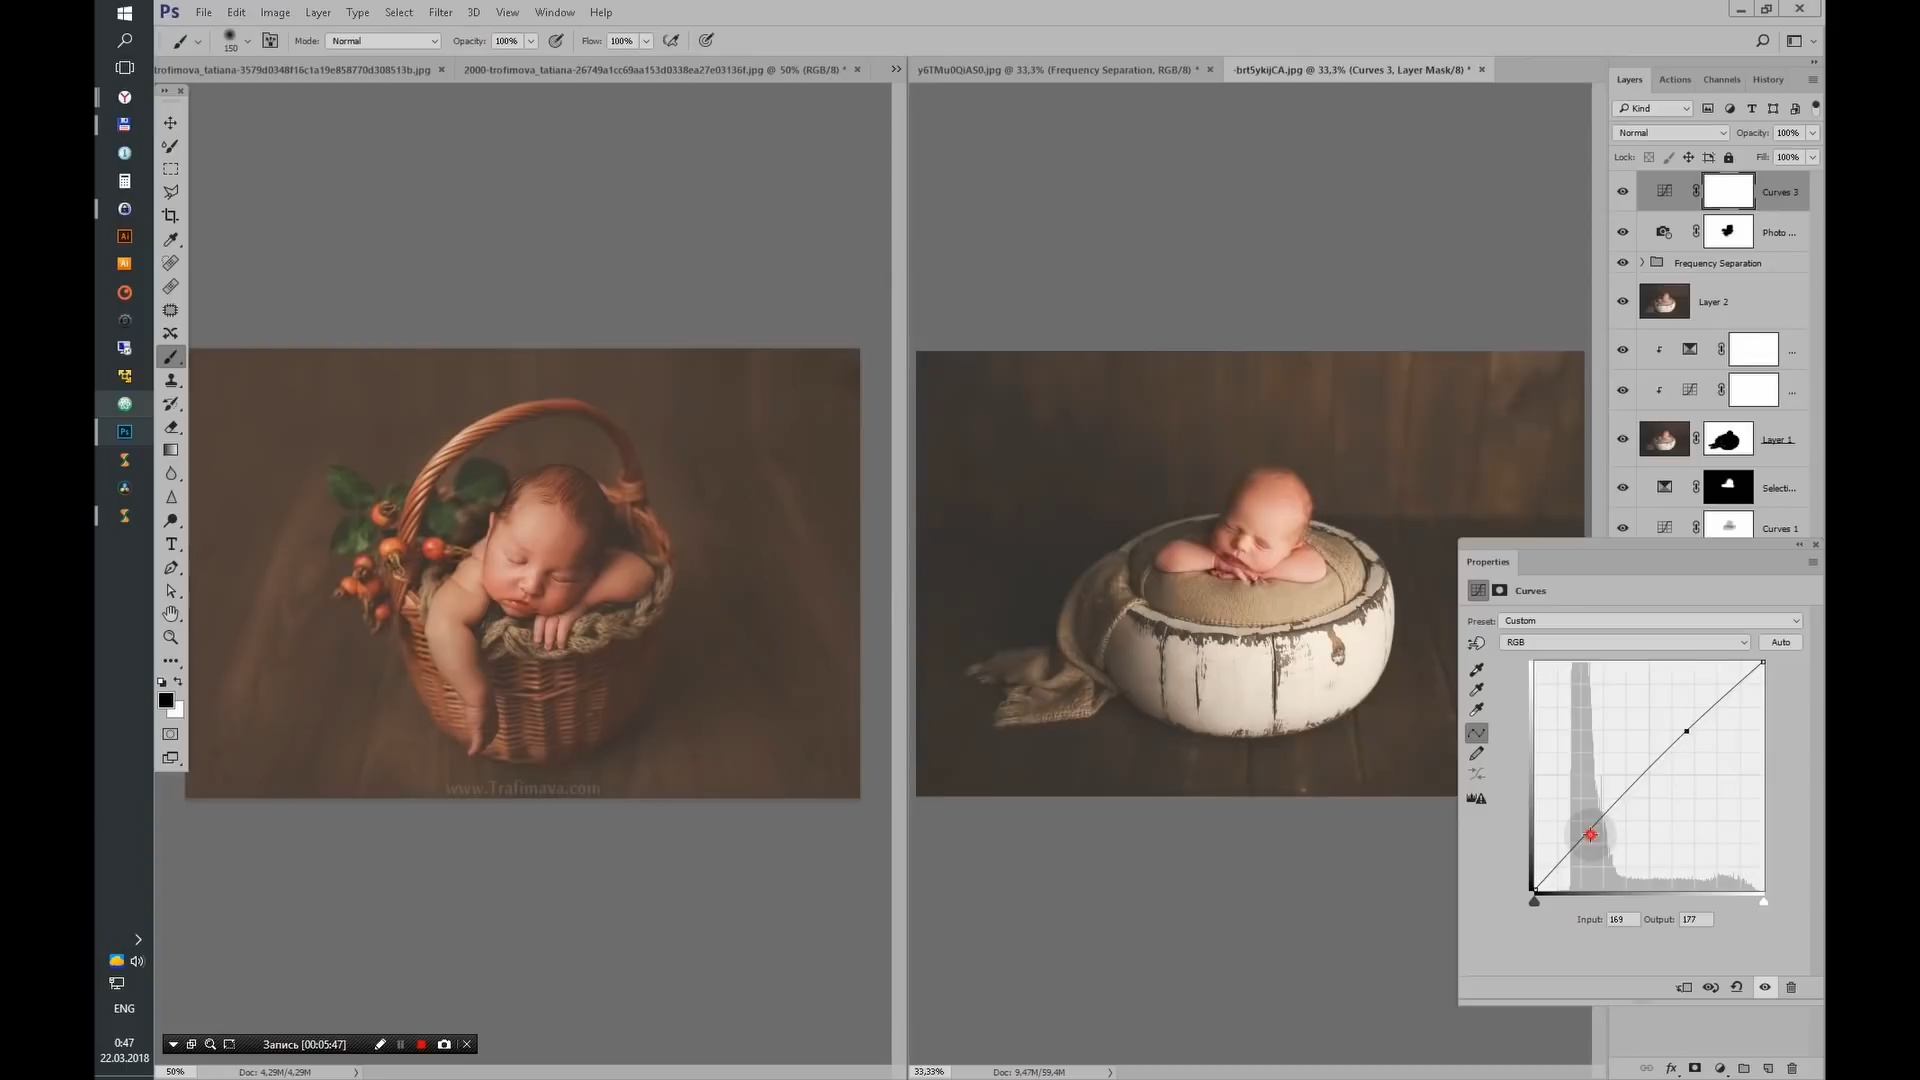 Ps File Edit Image Layer Type Select Filter 3D View Window Help
150 Mode: Normal Opacity: 100% Flow: 100%
trofimova_tatiana-3579d0348f16c1a19e858770d308513b.jpg 2000-trofimova_tatiana-26749a1cc69aa153d0338ea27e03136f.jpg @ 50% (RGB/8) * y6TMu0QiAS0.jpg @ 33,3% (Frequency Separation, RGB/8) * -brt5ykijCA.jpg @ 33,3% (Curves 3, Layer Mask/8) *
Layers Actions Channels History
Kind
Normal Opacity: 100%
Lock: Fill: 100%
Curves 3
Photo ...
Frequency Separation
Layer 2
...
...
Layer 1
Selecti...
Curves 1
Properties
Curves
Preset: Custom
RGB Auto
Input: 169 Output: 177
www.Trafimava.com
ENG
0:47
22.03.2018
Запись [00:05:47]
50% Doc: 4,29M/4,29M
33,33% Doc: 9,47M/59,4M